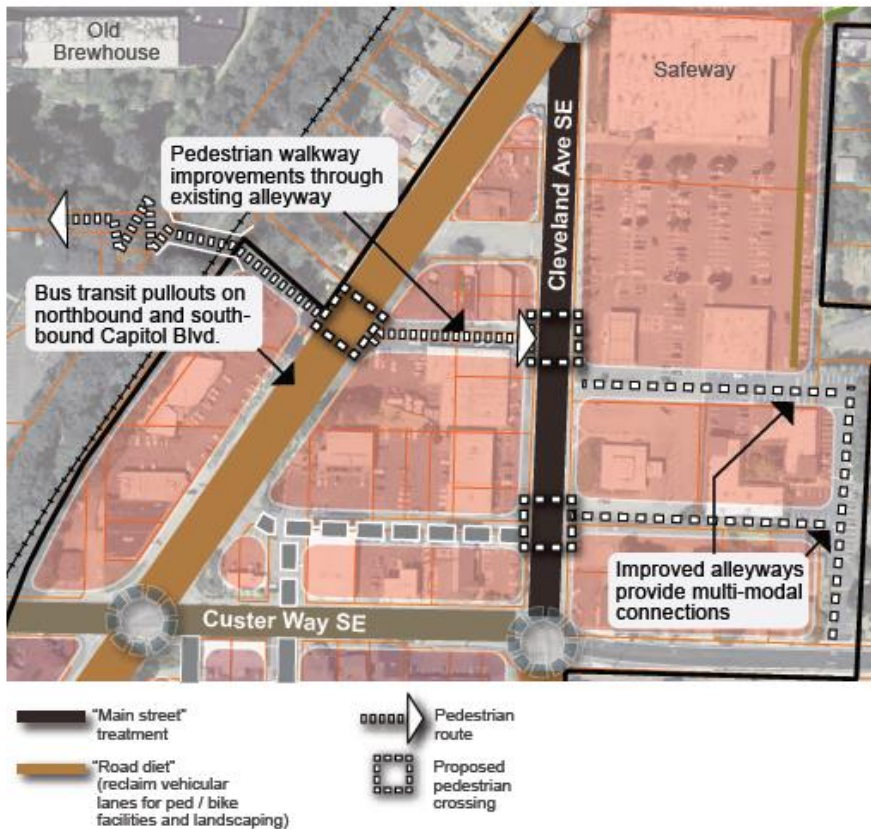 Old
Brewhouse
Safeway
Pedestrian walkway
improvements through
existing alleyway
Cleveland Ave SE
Bus transit pullouts on
northbound and south-
bound Capitol Blvd.
Improved alleyways
provide multi-modal
connections
Custer Way SE
"Main street"
treatment
"Road diet"
(reclaim vehicular
lanes for ped / bike
facilities and landscaping)
Pedestrian
route
Proposed
pedestrian
crossing